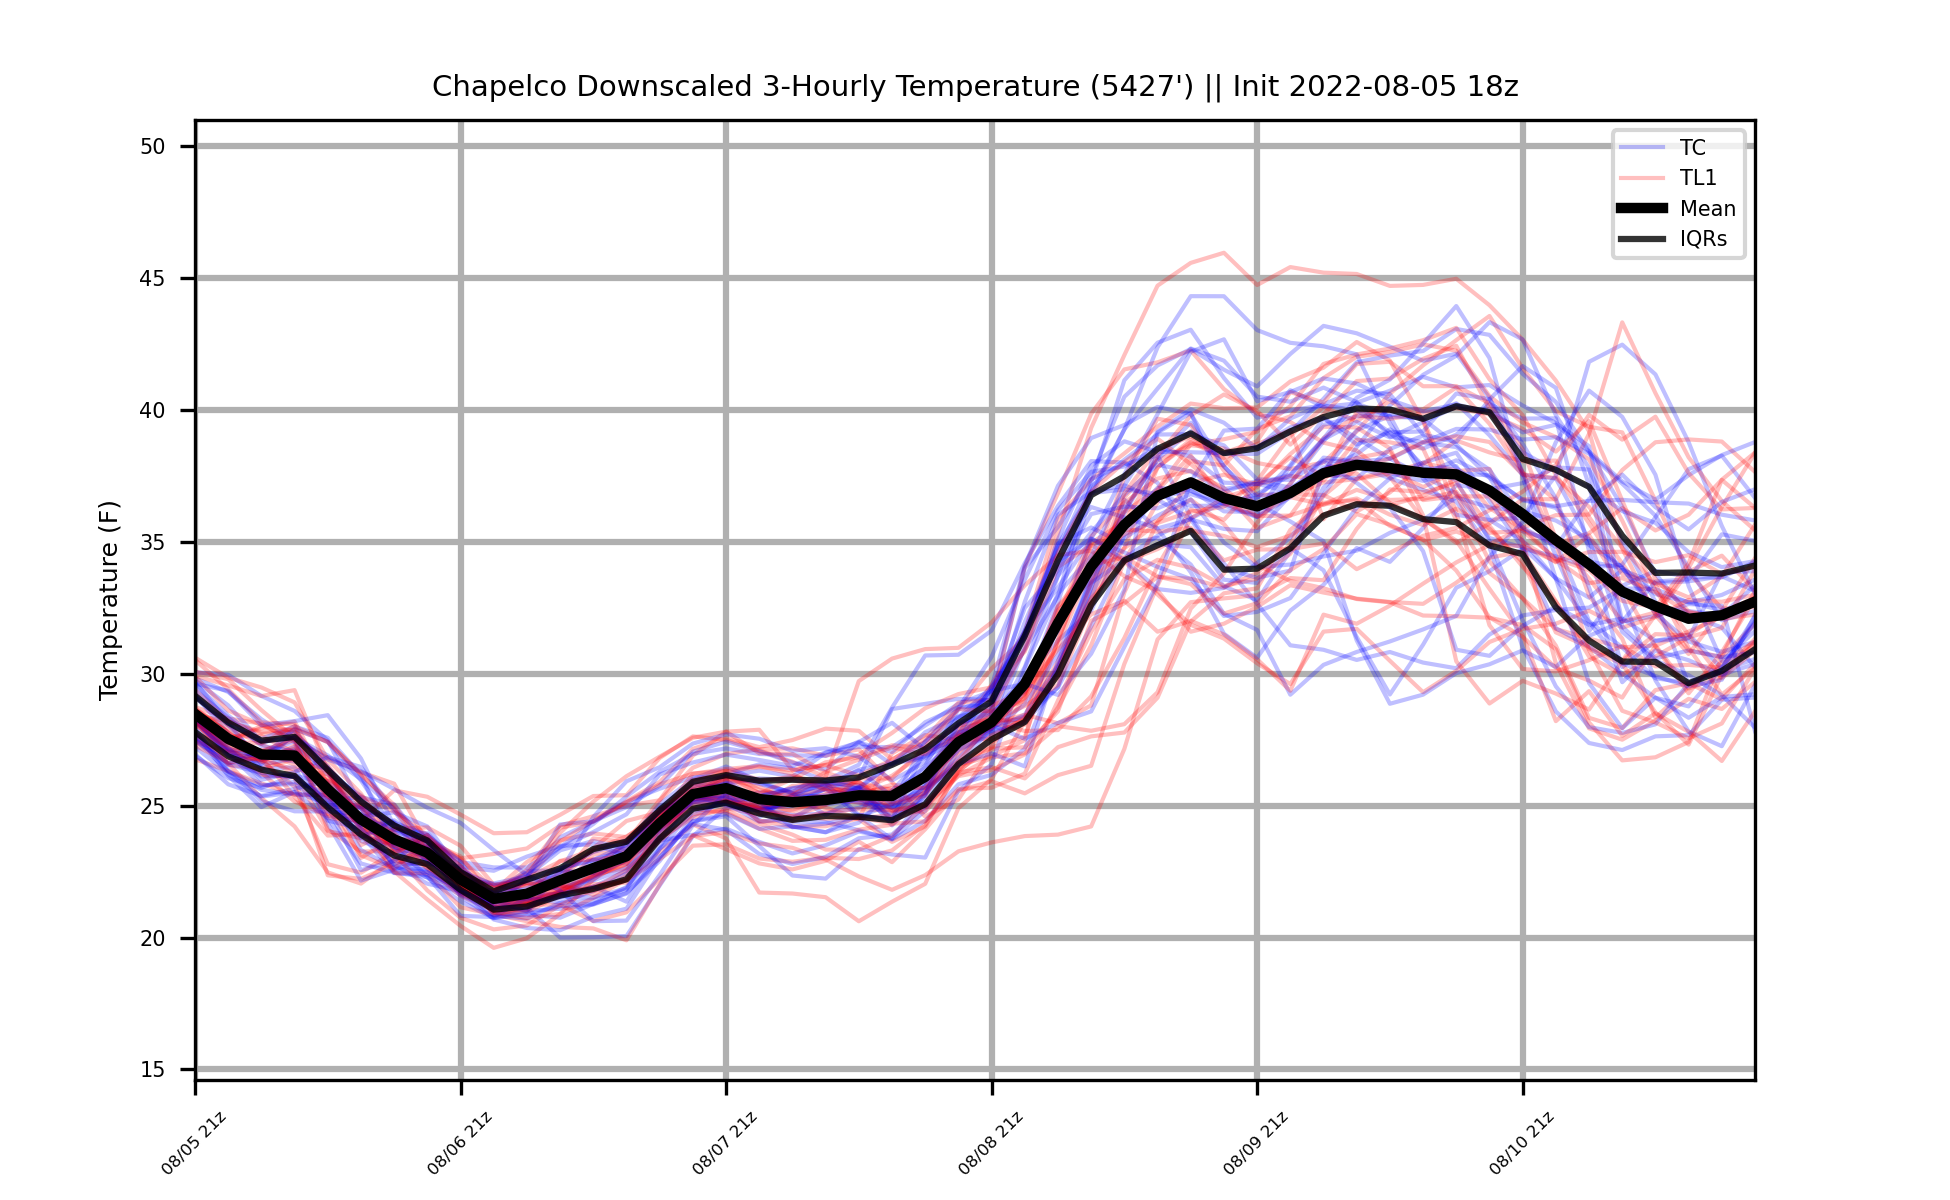 Chapelco Downscaled 3-Hourly Temperature (5427') || Init 2022-08-05 18z
TC
TL1
Mean
IQRs
Temperature (F)
50
45
40
35
30
25
20
15
08/05 21z
08/06 21z
08/07 21z
08/08 21z
08/09 21z
08/10 21z